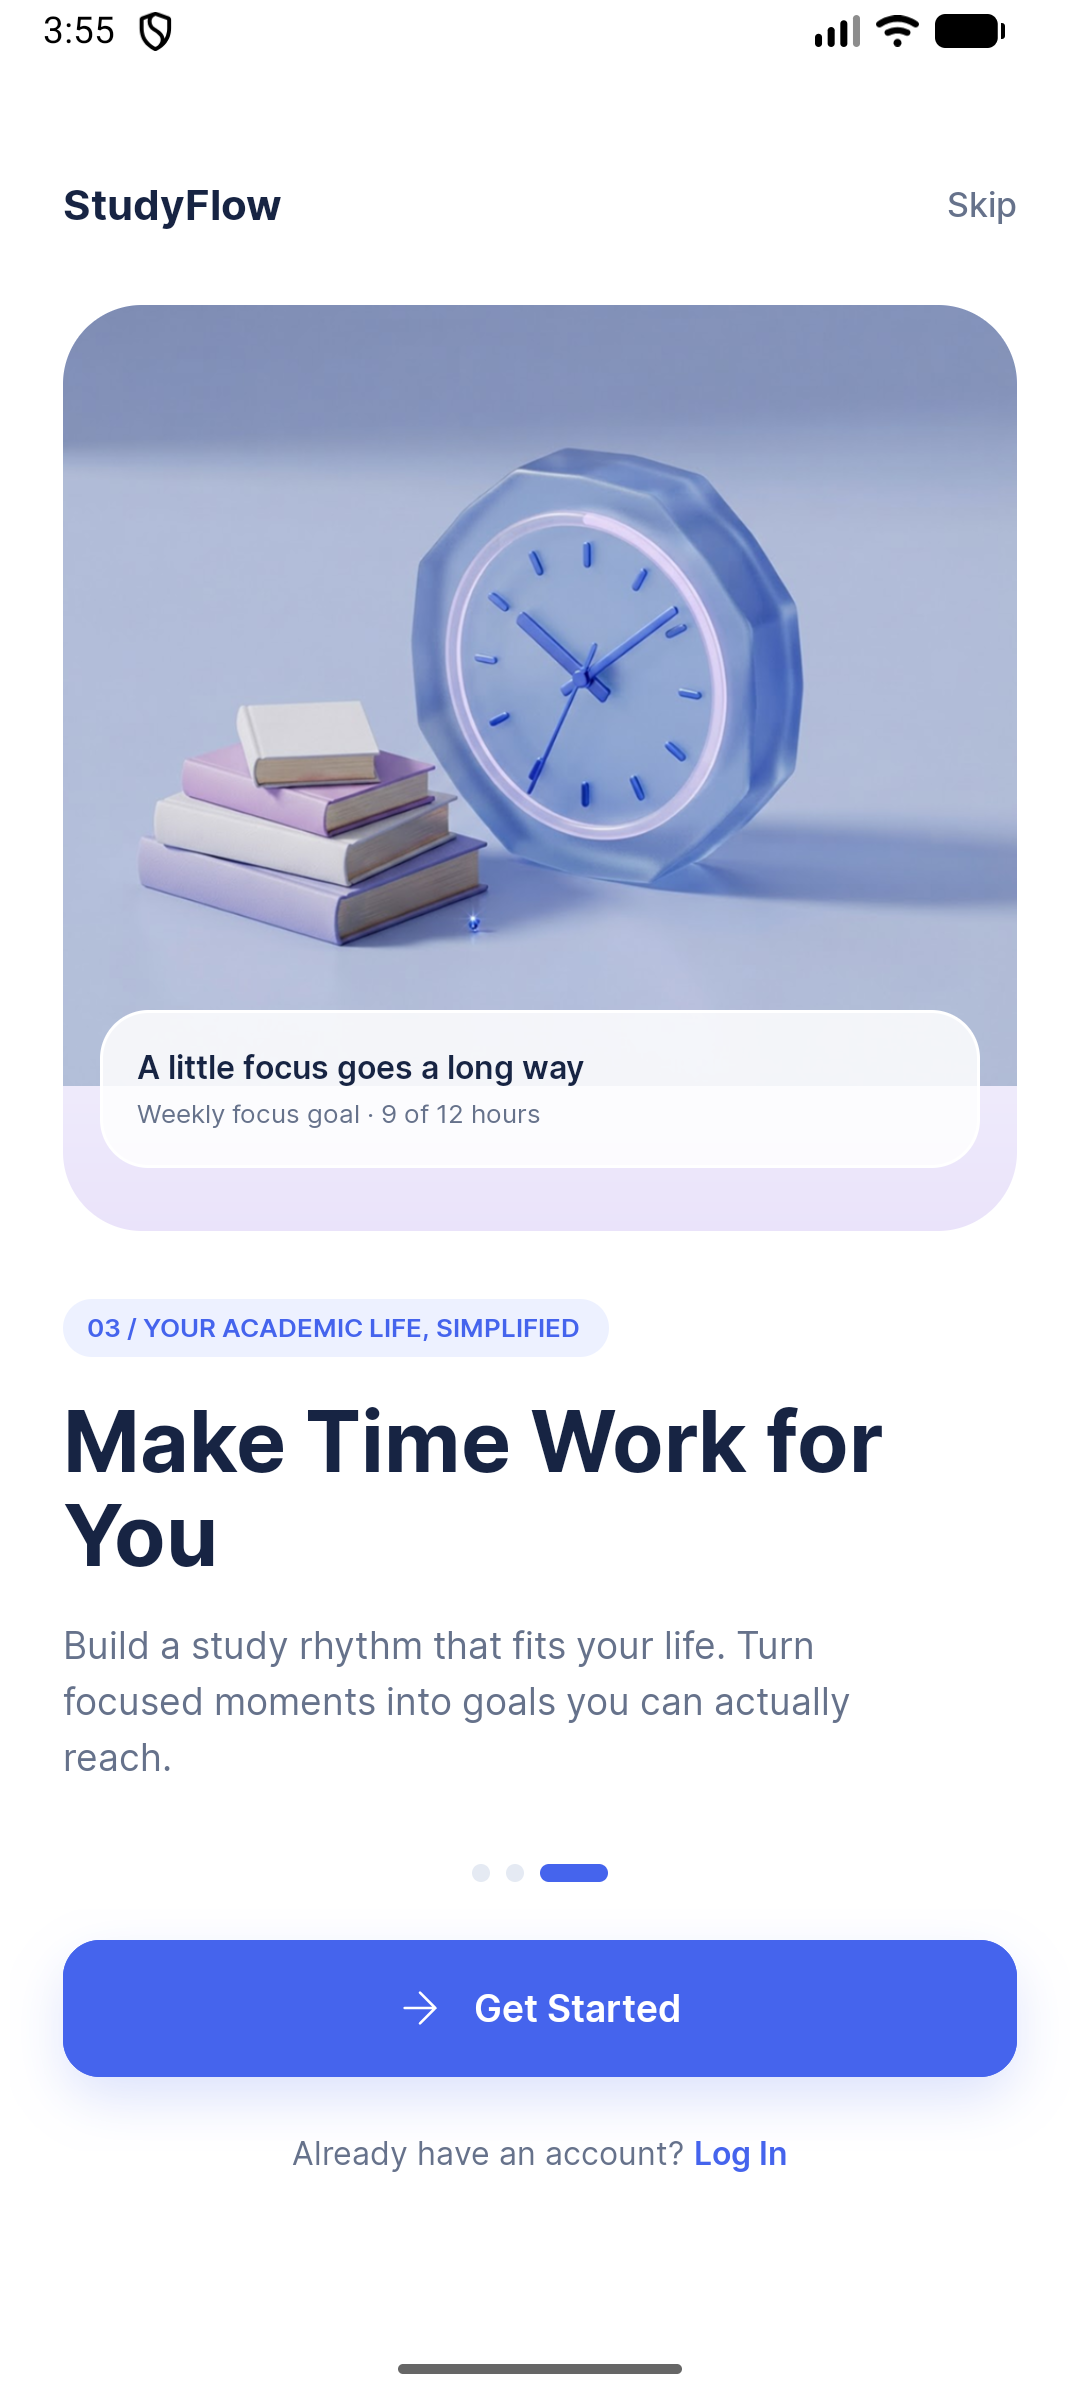 3:55
StudyFlow
Skip
A little focus goes a long way
Weekly focus goal · 9 of 12 hours
03 / YOUR ACADEMIC LIFE, SIMPLIFIED
Make Time Work for
You
Build a study rhythm that fits your life. Turn
focused moments into goals you can actually
reach.
Get Started
Already have an account? Log In